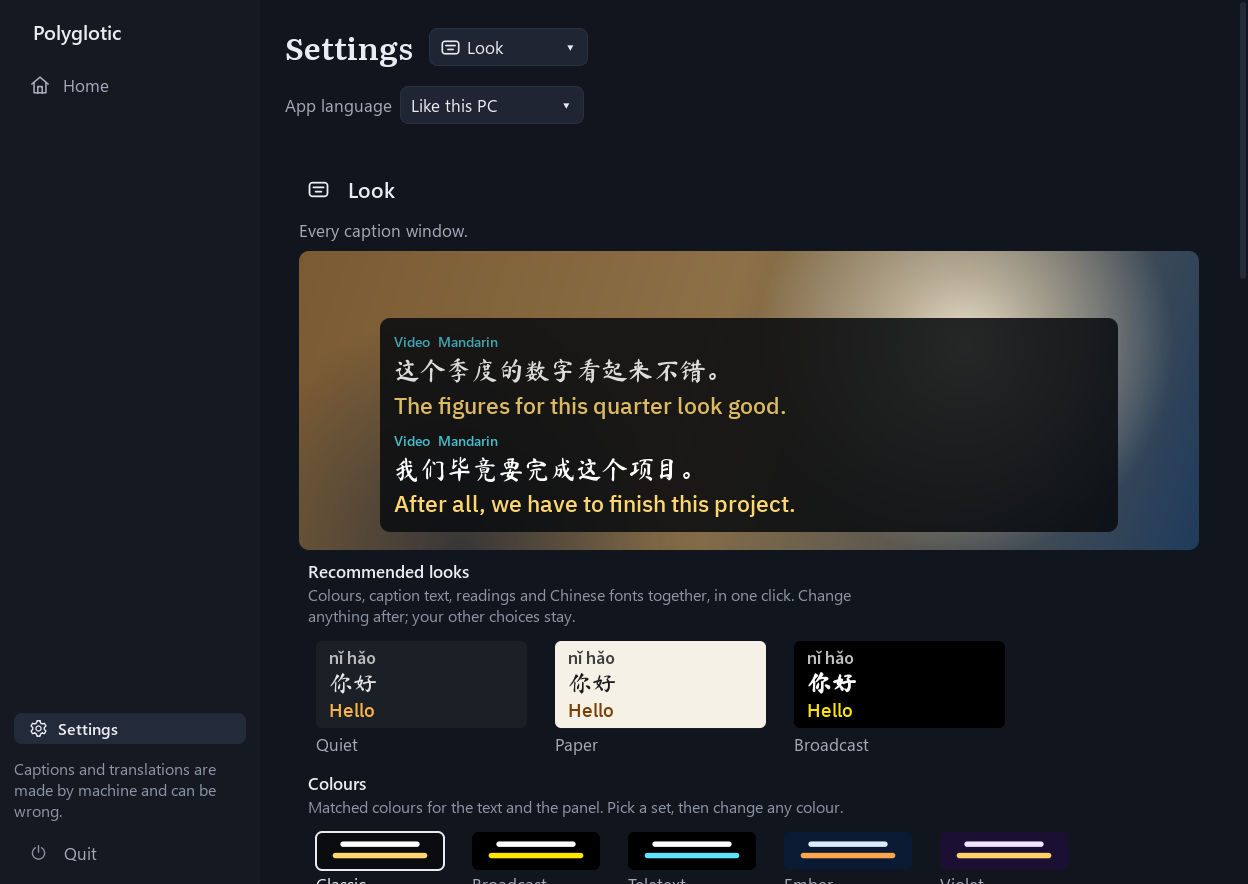 Polyglotic
Home
Settings
Look
App language
Like this PC
Look
Every caption window.
Video Mandarin
这个季度的数字看起来不错。
The figures for this quarter look good.
Video Mandarin
我们毕竟要完成这个项目。
After all, we have to finish this project.
Recommended looks
Colours, caption text, readings and Chinese fonts together, in one click. Change
anything after; your other choices stay.
nǐ hǎo
你好
Hello
Quiet
nǐ hǎo
你好
Hello
Paper
nǐ hǎo
你好
Hello
Broadcast
Colours
Matched colours for the text and the panel. Pick a set, then change any colour.
Classic
Broadcast
Teletext
Ember
Violet
Settings
Captions and translations are
made by machine and can be
wrong.
Quit